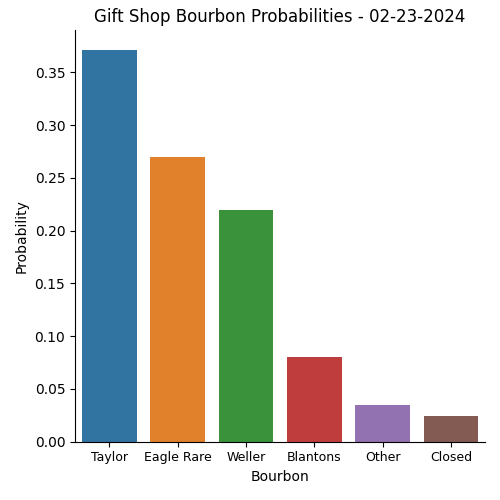 Gift Shop Bourbon Probabilities - 02-23-2024
Probability
0.35
0.30
0.25
0.20
0.15
0.10
0.05
0.00
Taylor Eagle Rare Weller Blantons Other Closed
Bourbon